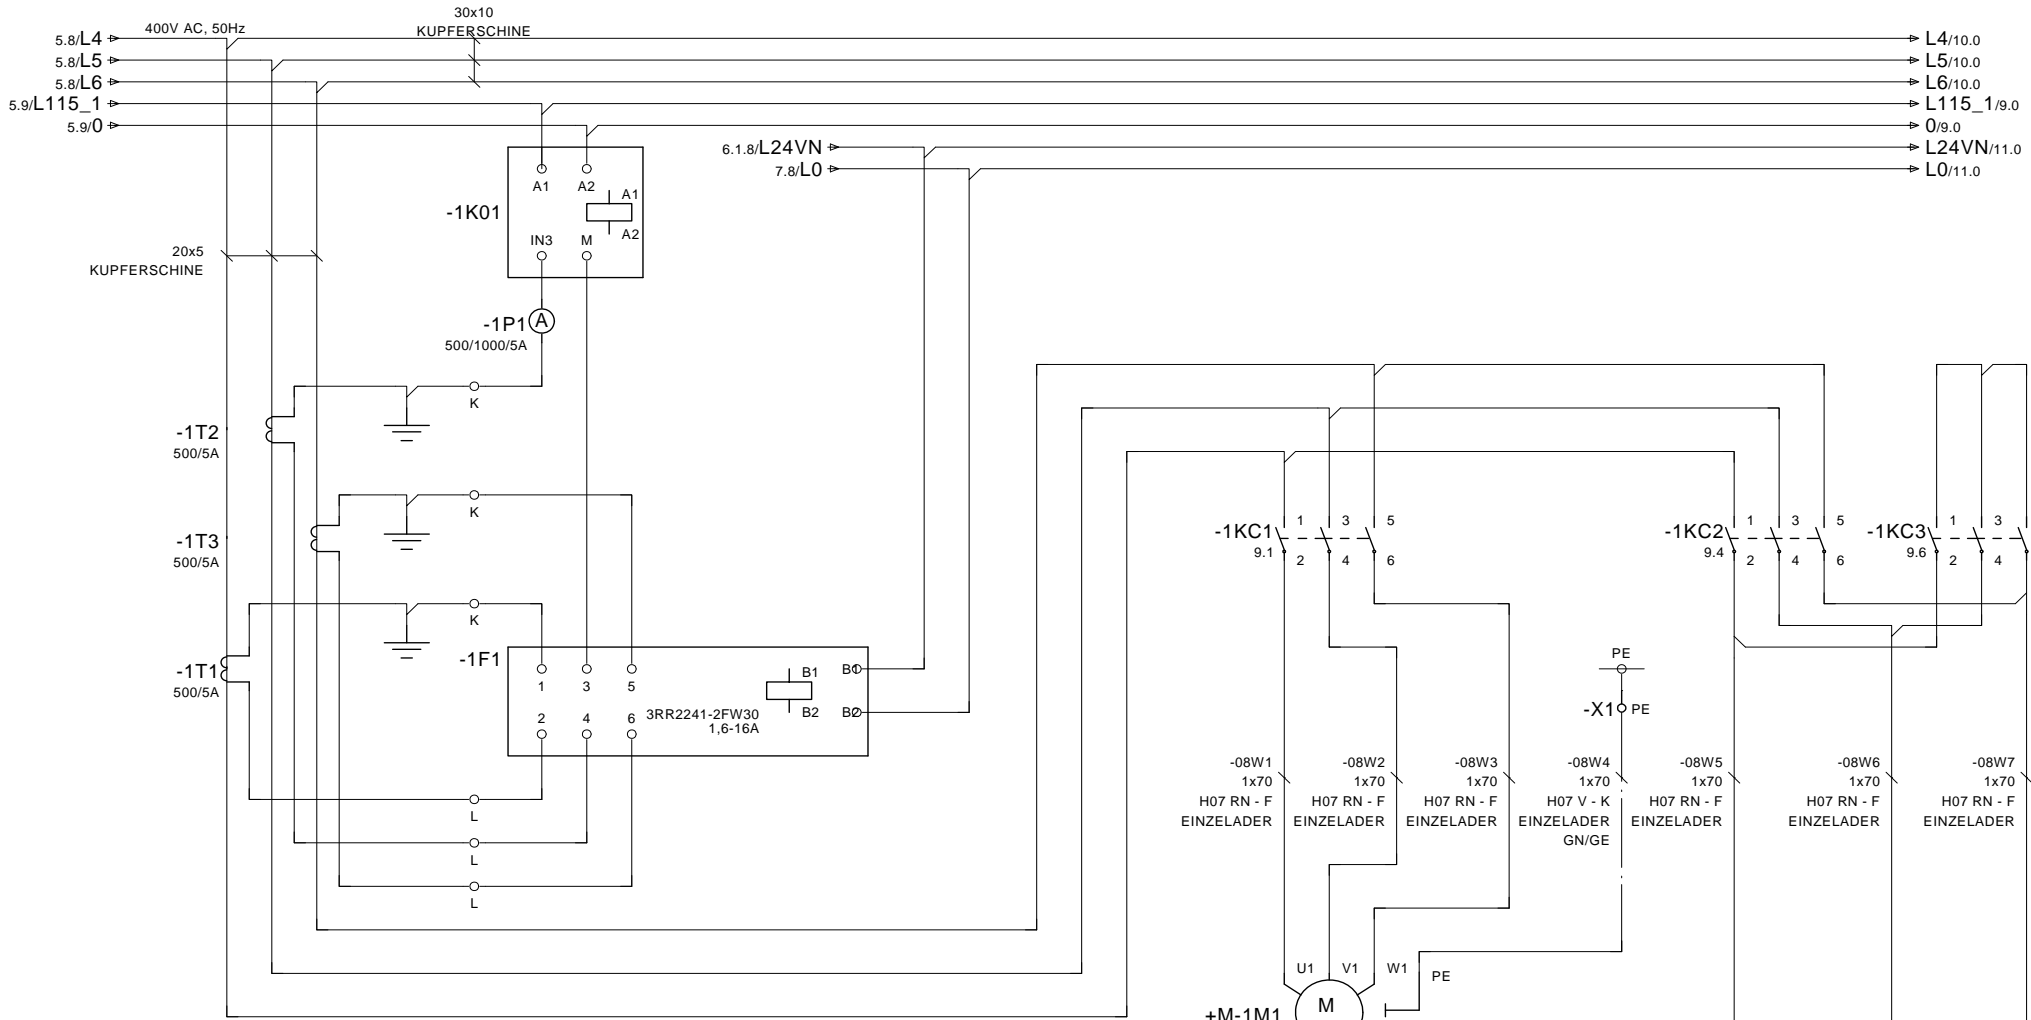 30x10
KUPFERSCHINE
400V AC, 50Hz
5.8/L4
L4/10.0
5.8/L5
L5/10.0
5.8/L6
L6/10.0
5.9/L115_1
L115_1/9.0
5.9/0
0/9.0
6.1.8/L24VN
L24VN/11.0
7.8/L0
L0/11.0
A1 A2
A1
-1K01
A2
IN3 M
20x5
KUPFERSCHINE
-1P1 A
500/1000/5A
K
-1T2
500/5A
K
-1T3
500/5A
-1KC1
9.1
1 3 5
2 4 6
-1KC2
9.4
1 3 5
2 4 6
-1KC3
9.6
1 3
2 4
K
-1T1
500/5A
-1F1
1 3 5
2 4 6
3RR2241-2FW30
1,6-16A
B1
B2
B1
B2
PE
-X1 PE
L
L
L
-08W1
1x70
H07 RN - F
EINZELADER
-08W2
1x70
H07 RN - F
EINZELADER
-08W3
1x70
H07 RN - F
EINZELADER
-08W4
1x70
H07 V - K
EINZELADER
GN/GE
-08W5
1x70
H07 RN - F
EINZELADER
-08W6
1x70
H07 RN - F
EINZELADER
-08W7
1x70
H07 RN - F
EINZELADER
U1 V1 W1
PE
+M-1M1
M